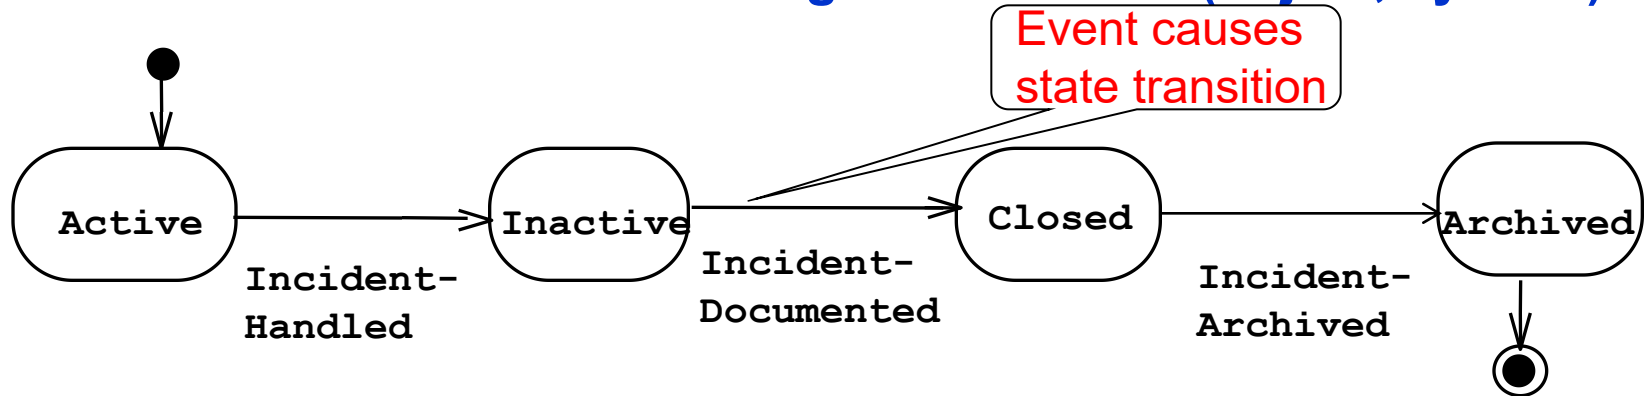 Event causes
state transition
Active
Inactive
Closed
Archived
Incident-
Handled
Incident-
Documented
Incident-
Archived